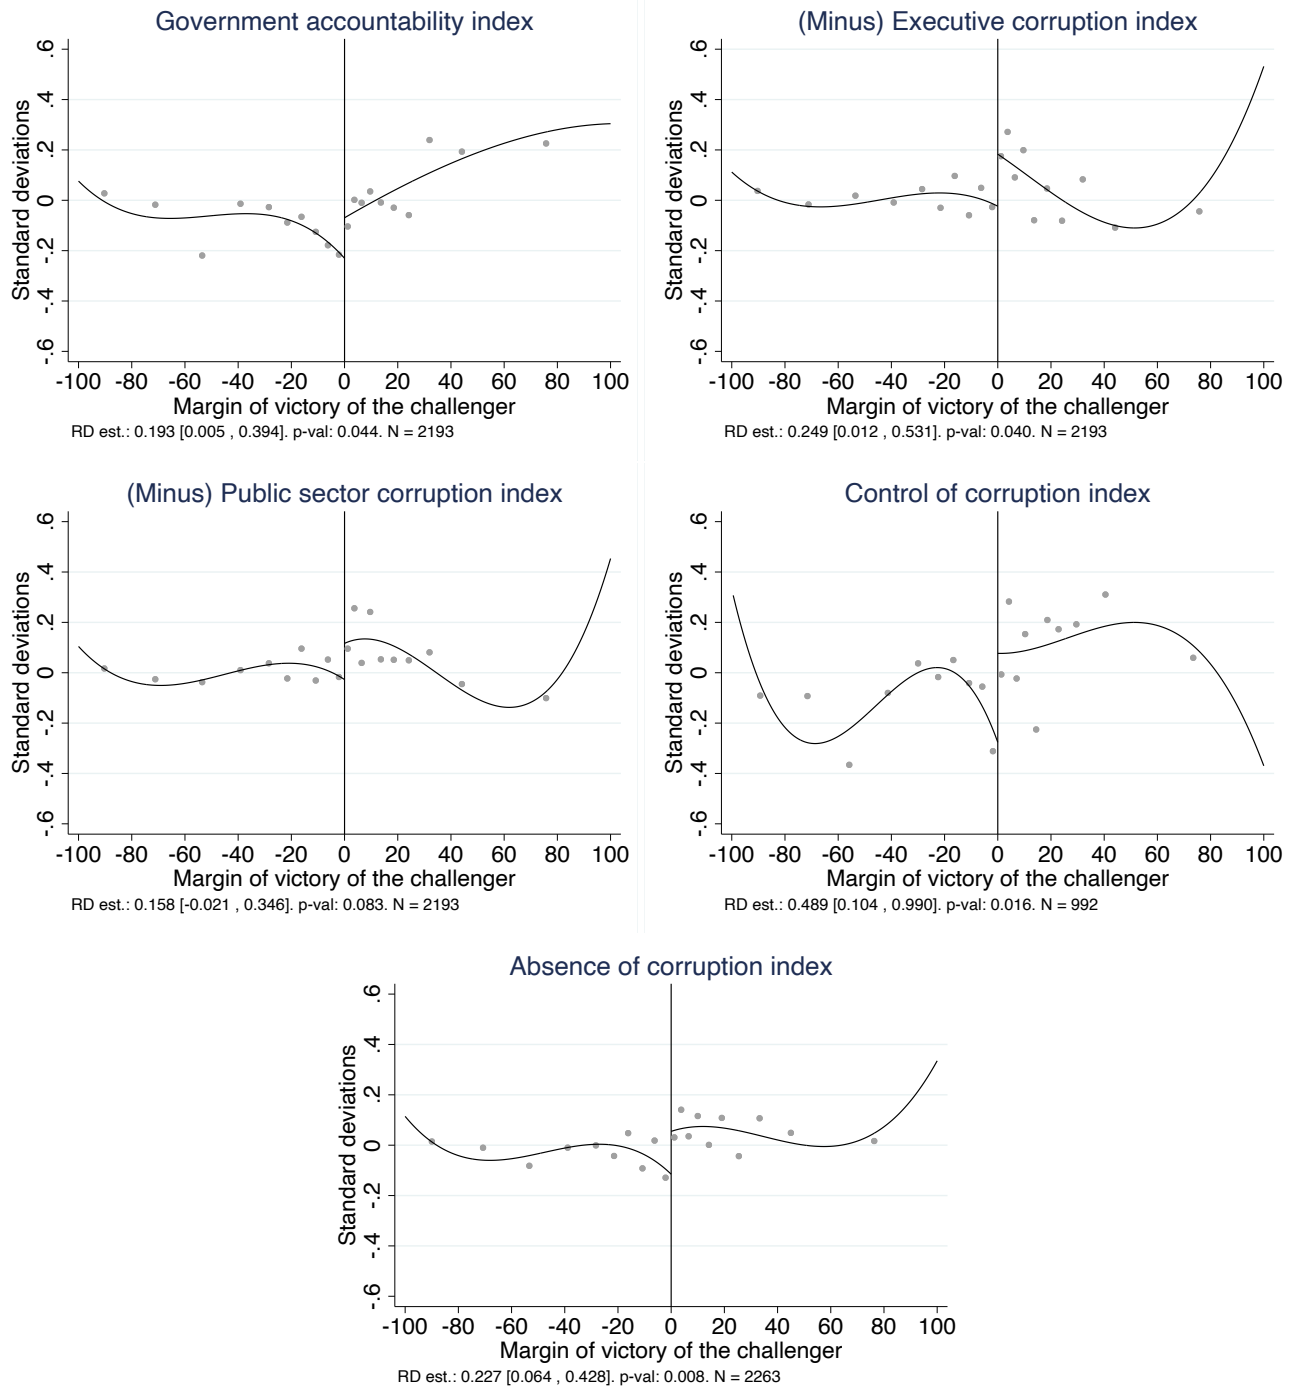 Government accountability index
Standard deviations
.6
.4
.2
0
-.2
-.4
-.6
-100 -80 -60 -40 -20 0 20 40 60 80 100
Margin of victory of the challenger
RD est.: 0.193 [0.005 , 0.394]. p-val: 0.044. N = 2193
(Minus) Executive corruption index
Standard deviations
.6
.4
.2
0
-.2
-.4
-.6
-100 -80 -60 -40 -20 0 20 40 60 80 100
Margin of victory of the challenger
RD est.: 0.249 [0.012 , 0.531]. p-val: 0.040. N = 2193
(Minus) Public sector corruption index
Standard deviations
.6
.4
.2
0
-.2
-.4
-.6
-100 -80 -60 -40 -20 0 20 40 60 80 100
Margin of victory of the challenger
RD est.: 0.158 [-0.021 , 0.346]. p-val: 0.083. N = 2193
Control of corruption index
Standard deviations
.6
.4
.2
0
-.2
-.4
-.6
-100 -80 -60 -40 -20 0 20 40 60 80 100
Margin of victory of the challenger
RD est.: 0.489 [0.104 , 0.990]. p-val: 0.016. N = 992
Absence of corruption index
Standard deviations
.6
.4
.2
0
-.2
-.4
-.6
-100 -80 -60 -40 -20 0 20 40 60 80 100
Margin of victory of the challenger
RD est.: 0.227 [0.064 , 0.428]. p-val: 0.008. N = 2263